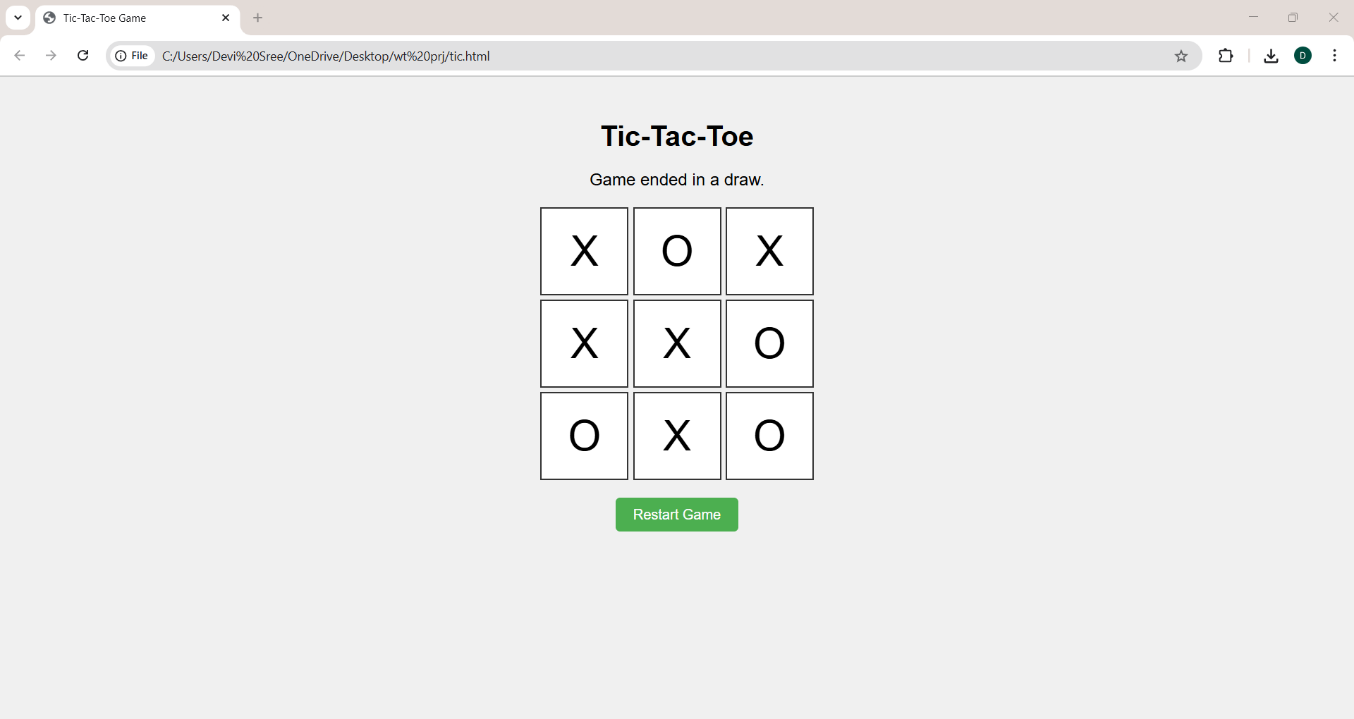 Tic-Tac-Toe Game
File C:/Users/Devi%20Sree/OneDrive/Desktop/wt%20prj/tic.html
D
Tic-Tac-Toe
Game ended in a draw.
X O X
X X O
O X O
Restart Game